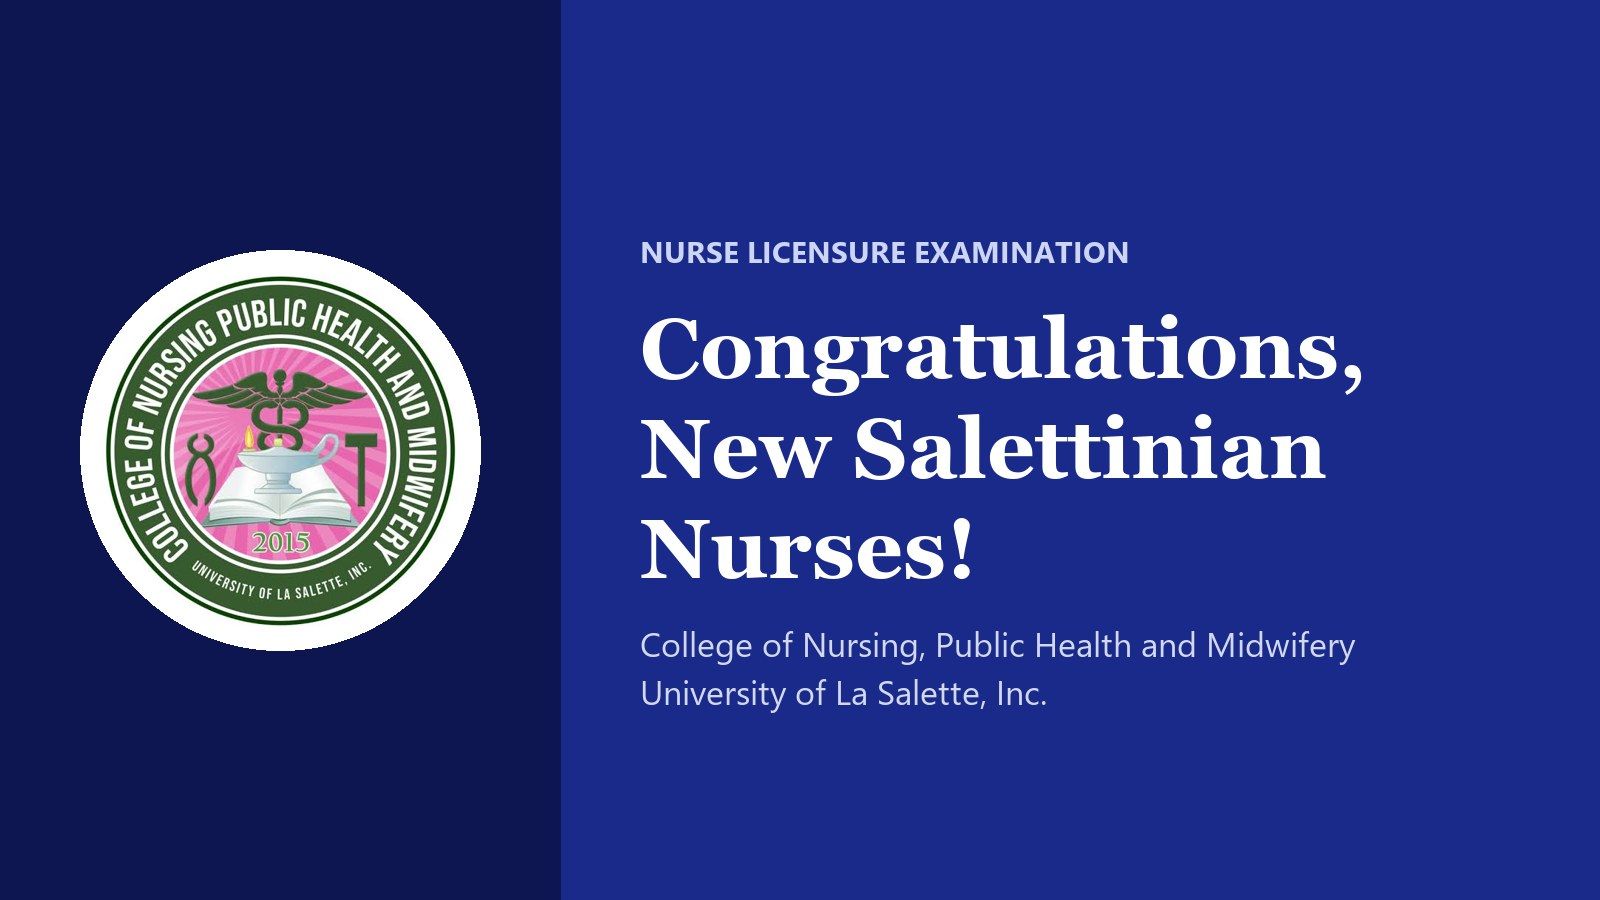 COLLEGE OF NURSING PUBLIC HEALTH AND MIDWIFERY
2015
UNIVERSITY OF LA SALETTE, INC.
NURSE LICENSURE EXAMINATION
Congratulations,
New Salettinian
Nurses!
College of Nursing, Public Health and Midwifery
University of La Salette, Inc.